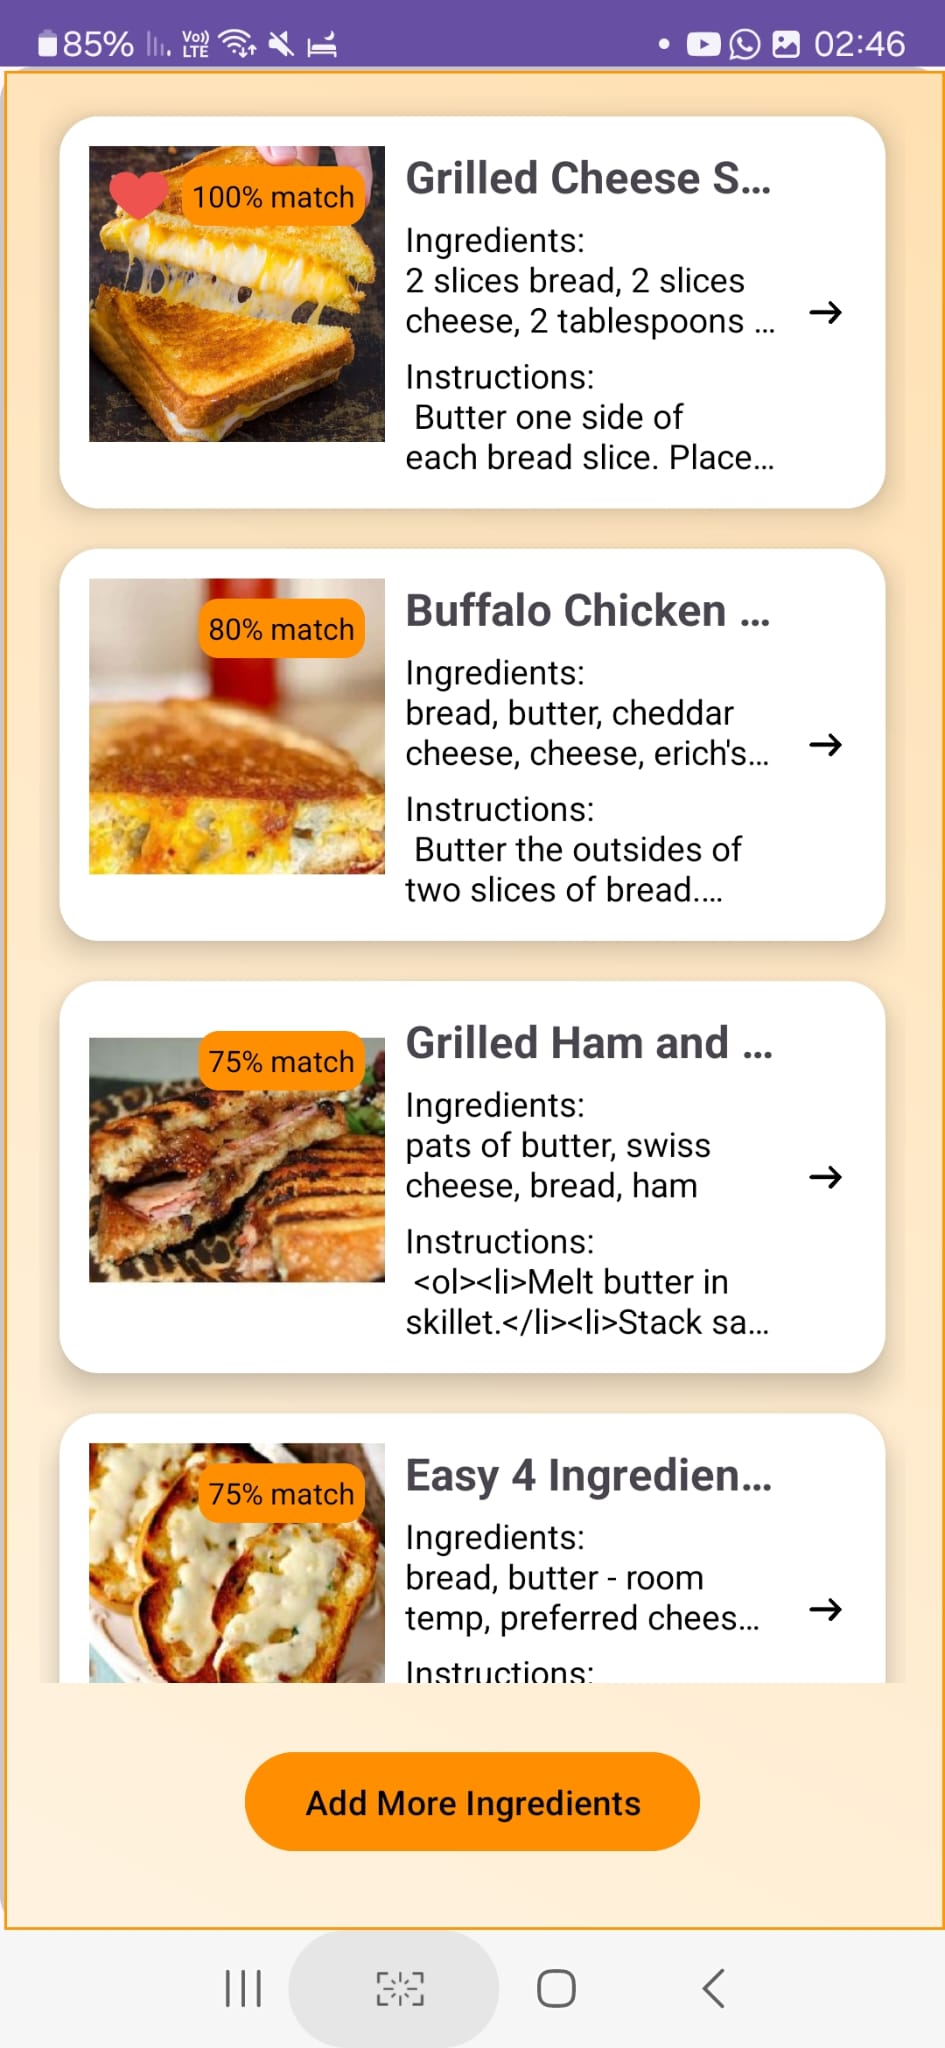 85%
Vo))
LTE
02:46
100% match
Grilled Cheese S...
Ingredients:
2 slices bread, 2 slices
cheese, 2 tablespoons ...
Instructions:
Butter one side of
each bread slice. Place...
80% match
Buffalo Chicken ...
Ingredients:
bread, butter, cheddar
cheese, cheese, erich's...
Instructions:
Butter the outsides of
two slices of bread....
75% match
Grilled Ham and ...
Ingredients:
pats of butter, swiss
cheese, bread, ham
Instructions:
<ol><li>Melt butter in
skillet.</li><li>Stack sa...
75% match
Easy 4 Ingredien...
Ingredients:
bread, butter - room
temp, preferred chees...
Instructions:
Add More Ingredients